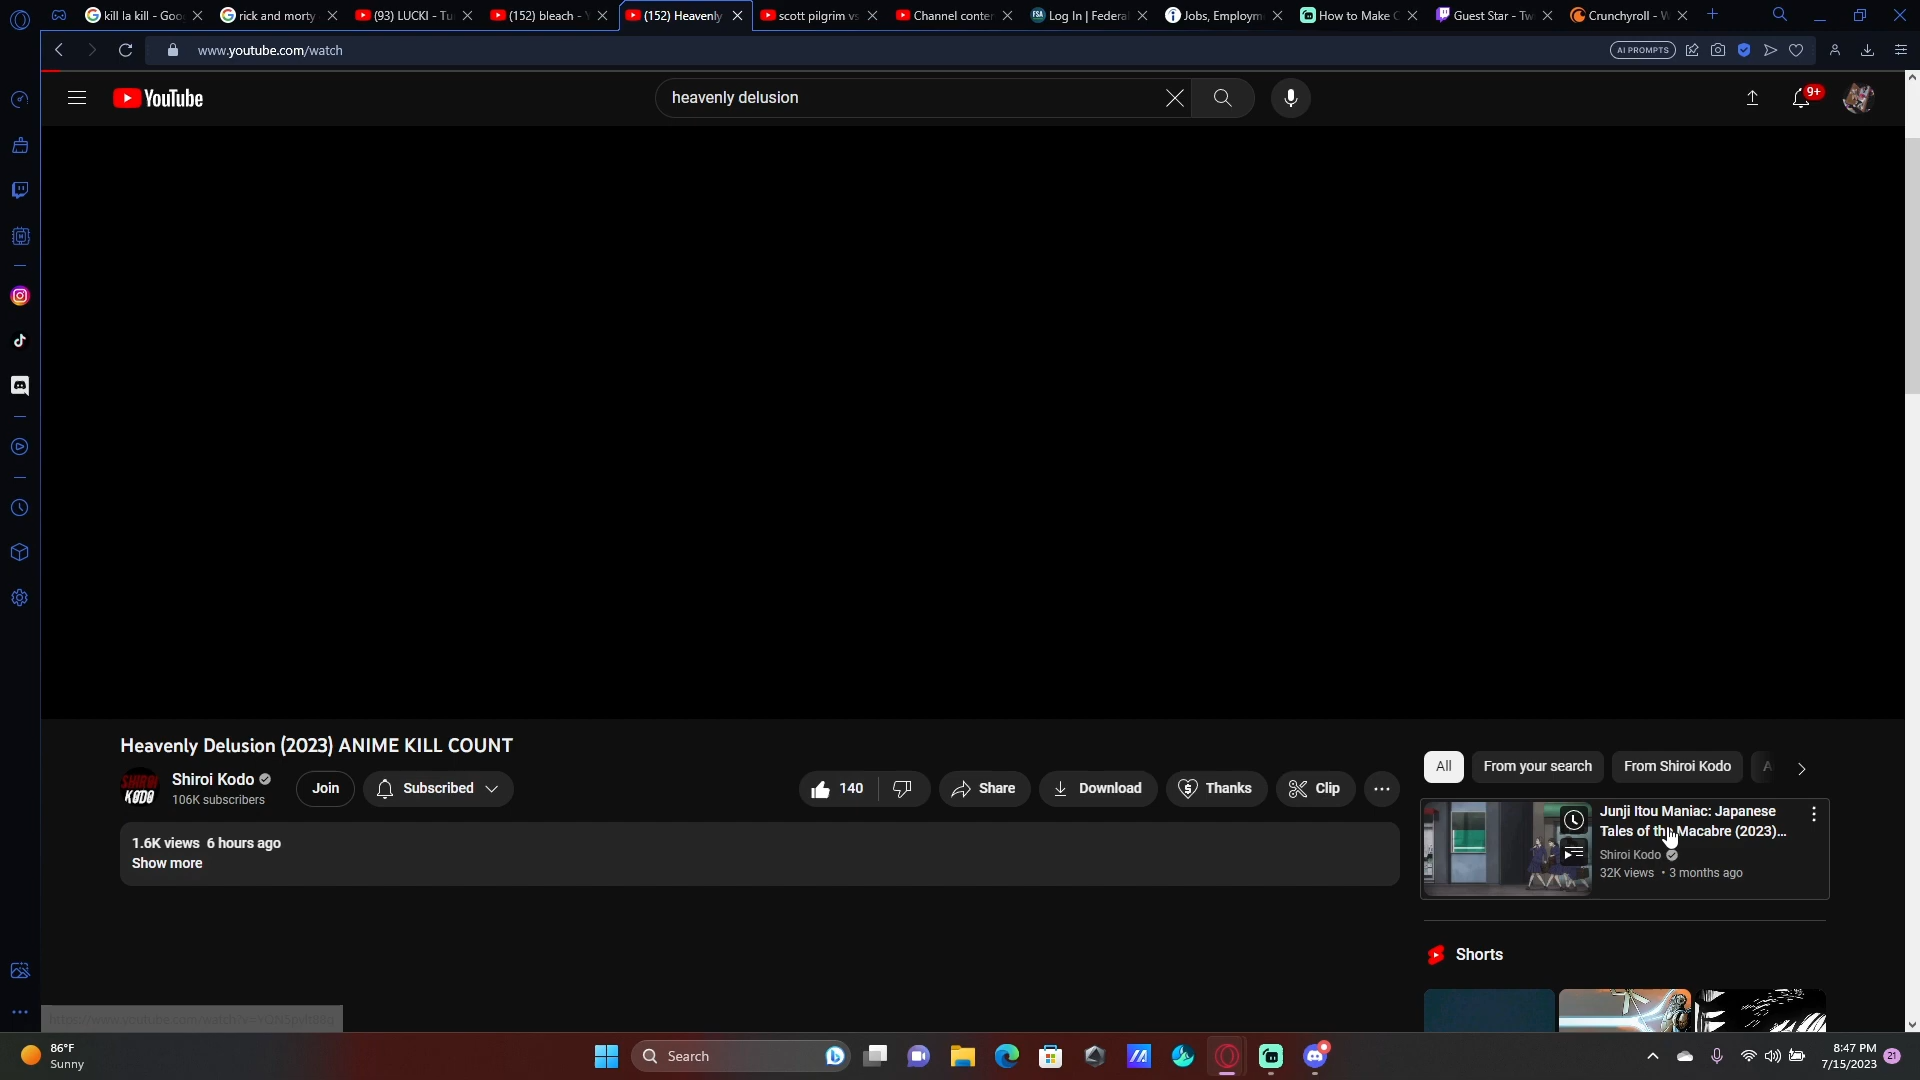 kill la kill - Goo
rick and morty
(93) LUCKI - Tu
(152) bleach - Y
(152) Heavenly
scott pilgrim vs
Channel conter
FSA
Log In | Federal
Jobs, Employm
How to Make C
Guest Star - Tw
Crunchyroll - W
www.youtube.com/watch
AI PROMPTS
YouTube
heavenly delusion
9+
Heavenly Delusion (2023) ANIME KILL COUNT
SHIROI
KODO
Shiroi Kodo
106K subscribers
Join
Subscribed
140
Share
Download
Thanks
Clip
1.6K views 6 hours ago
Show more
All
From your search
From Shiroi Kodo
A
Junji Itou Maniac: Japanese
Tales of the Macabre (2023)...
Shiroi Kodo
32K views • 3 months ago
Shorts
86°F
Sunny
Search
8:47 PM
7/15/2023
21